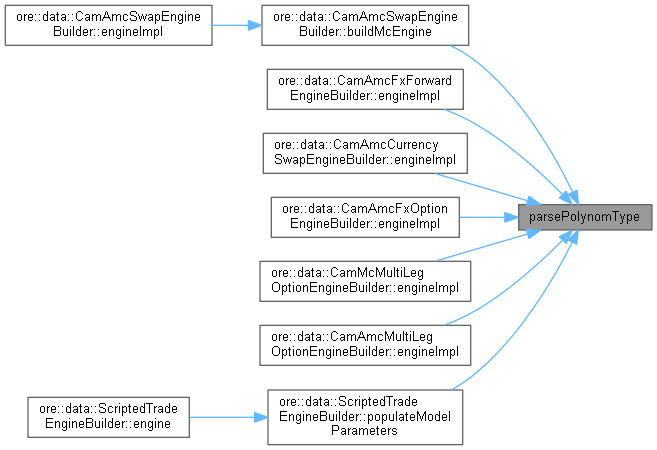 ore::data::CamAmcSwapEngine
Builder::engineImpl
ore::data::CamAmcSwapEngine
Builder::buildMcEngine
ore::data::CamAmcFxForward
EngineBuilder::engineImpl
ore::data::CamAmcCurrency
SwapEngineBuilder::engineImpl
ore::data::CamAmcFxOption
EngineBuilder::engineImpl
parsePolynomType
ore::data::CamMcMultiLeg
OptionEngineBuilder::engineImpl
ore::data::CamAmcMultiLeg
OptionEngineBuilder::engineImpl
ore::data::ScriptedTrade
EngineBuilder::engine
ore::data::ScriptedTrade
EngineBuilder::populateModel
Parameters